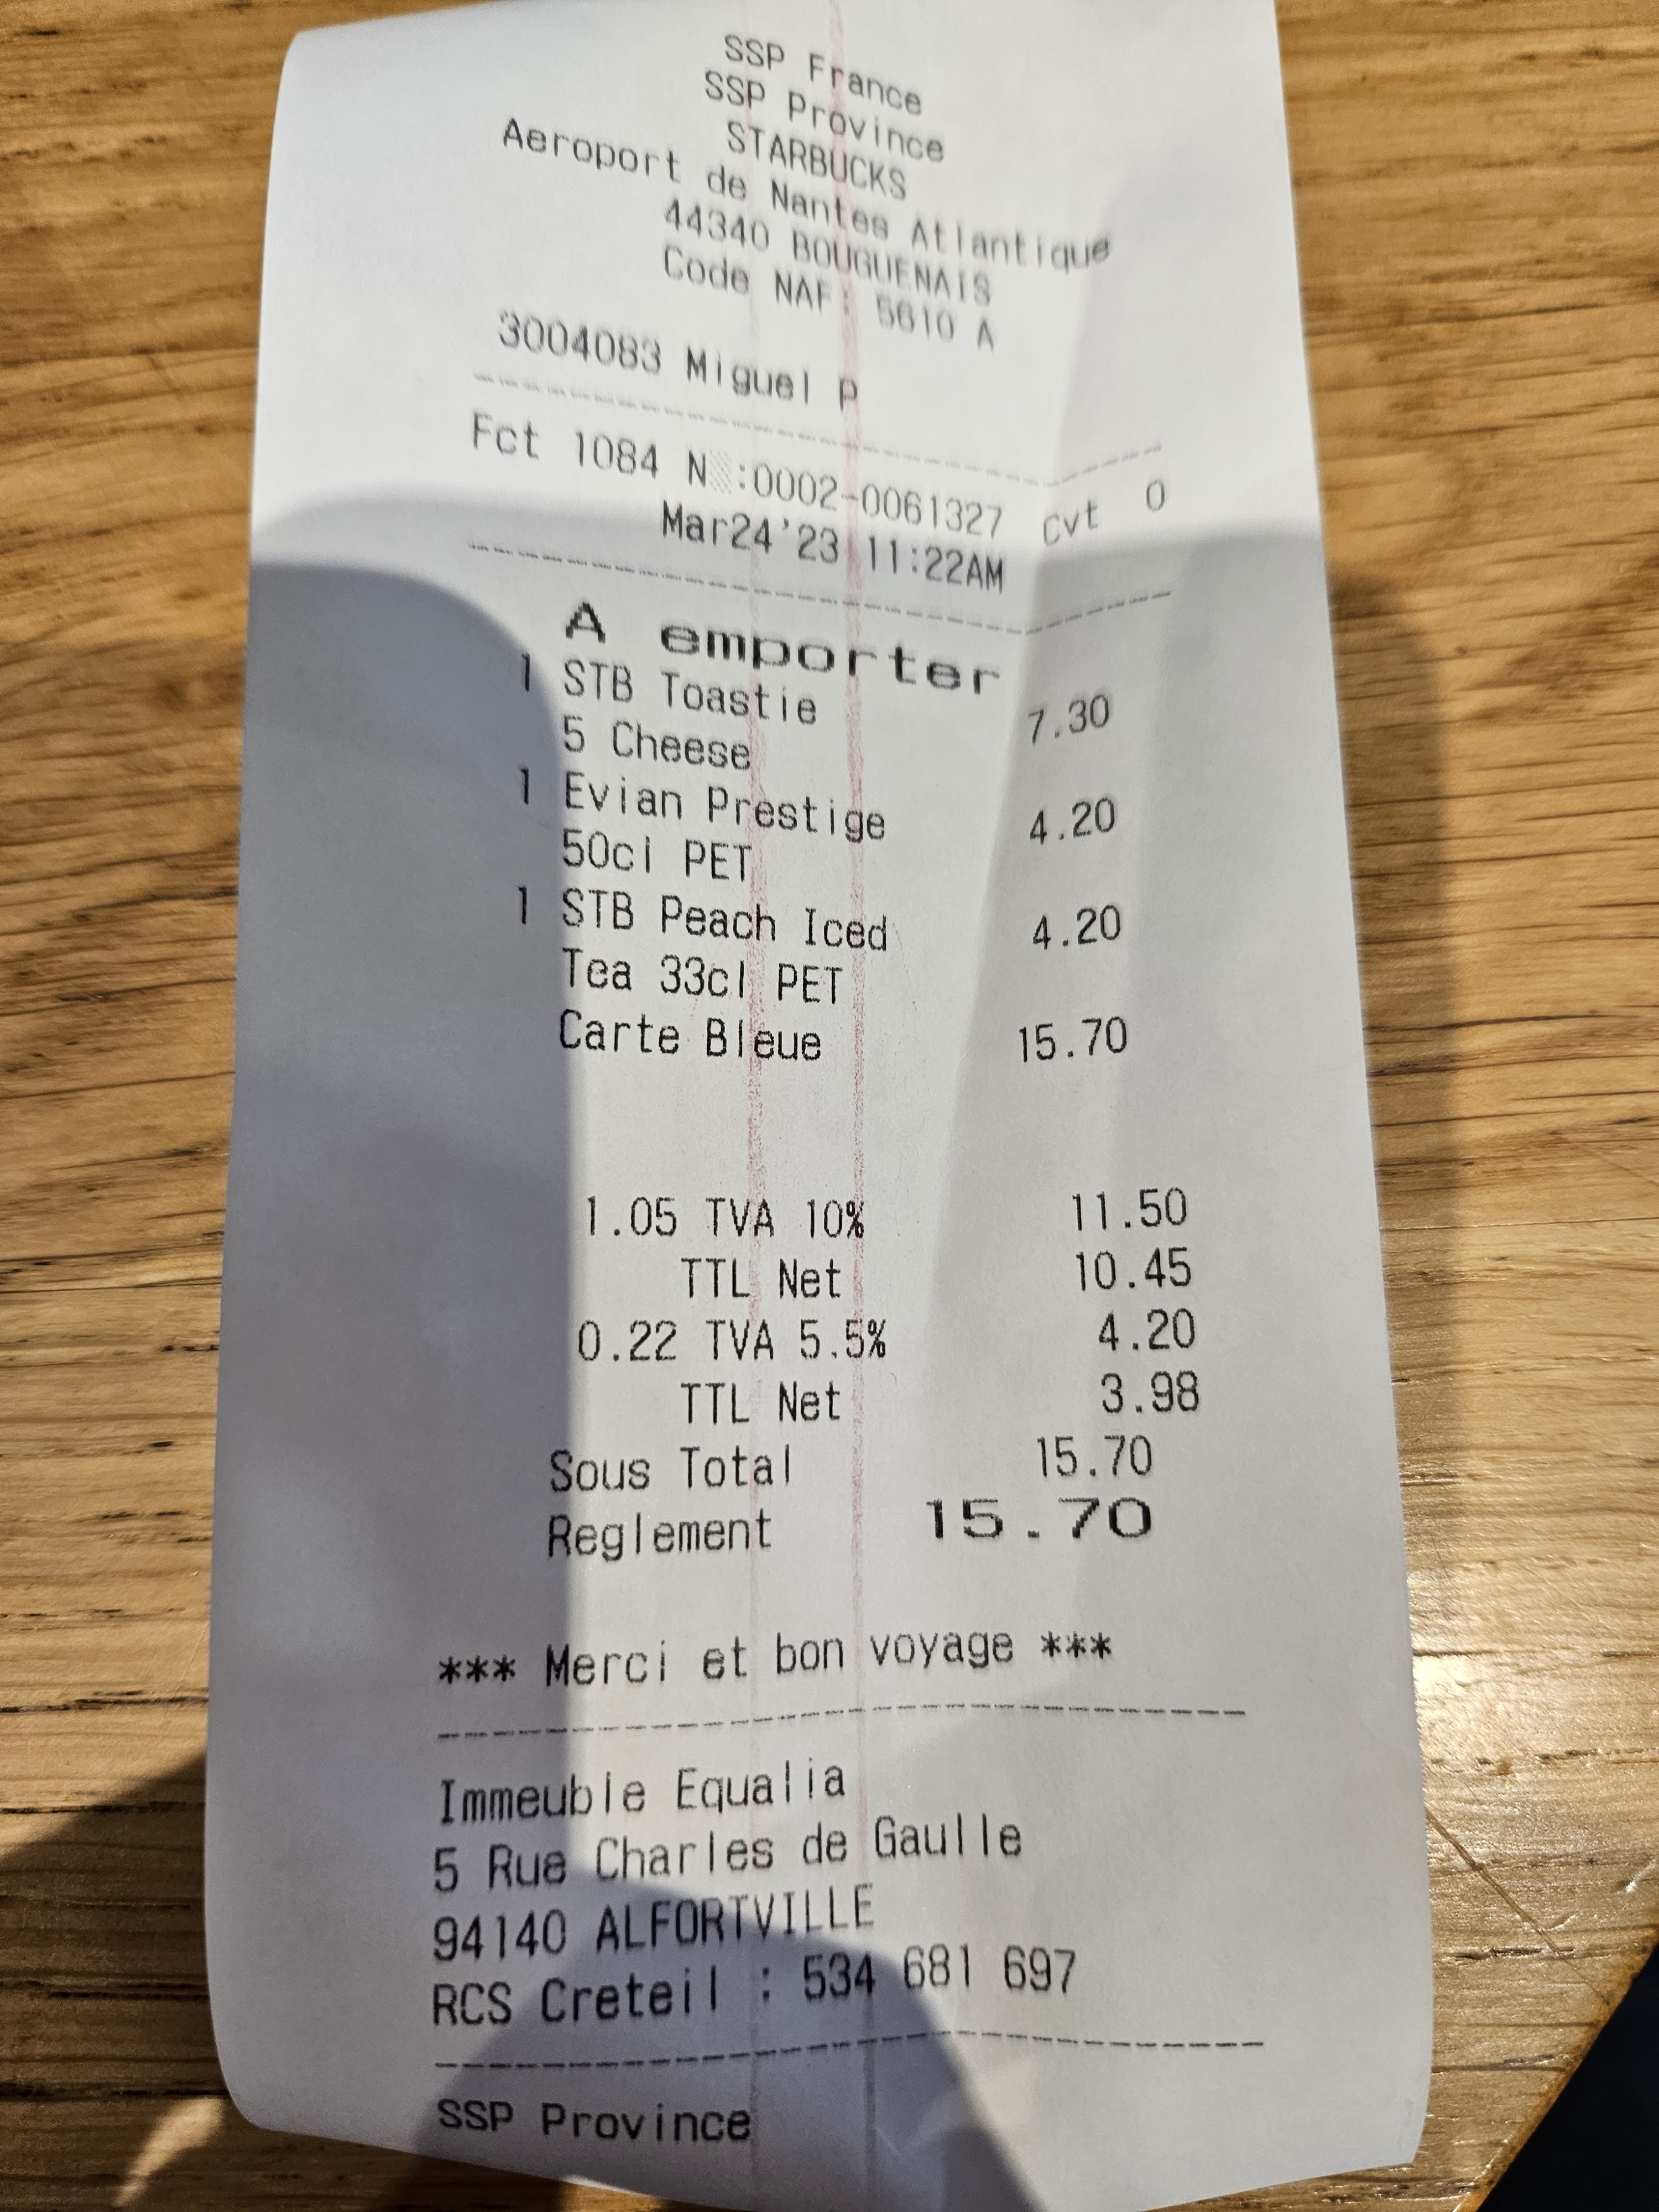 SSP France
SSP Province
STARBUCKS
Aeroport de Nantes Atlantique
44340 BOUGUENAIS
Code NAF: 5610 A
3004083 Miguel P
Fct 1084 N :0002-0061327 Cvt 0
Mar24'23 11:22AM
A emporter
1 STB Toastie 7.30
5 Cheese
1 Evian Prestige 4.20
50cl PET
1 STB Peach Iced 4.20
Tea 33cl PET
Carte Bleue 15.70
1.05 TVA 10% 11.50
TTL Net 10.45
0.22 TVA 5.5% 4.20
TTL Net 3.98
Sous Total 15.70
Reglement 15.70
*** Merci et bon voyage ***
Immeuble Equalia
5 Rue Charles de Gaulle
94140 ALFORTVILLE
RCS Creteil : 534 681 697
SSP Province